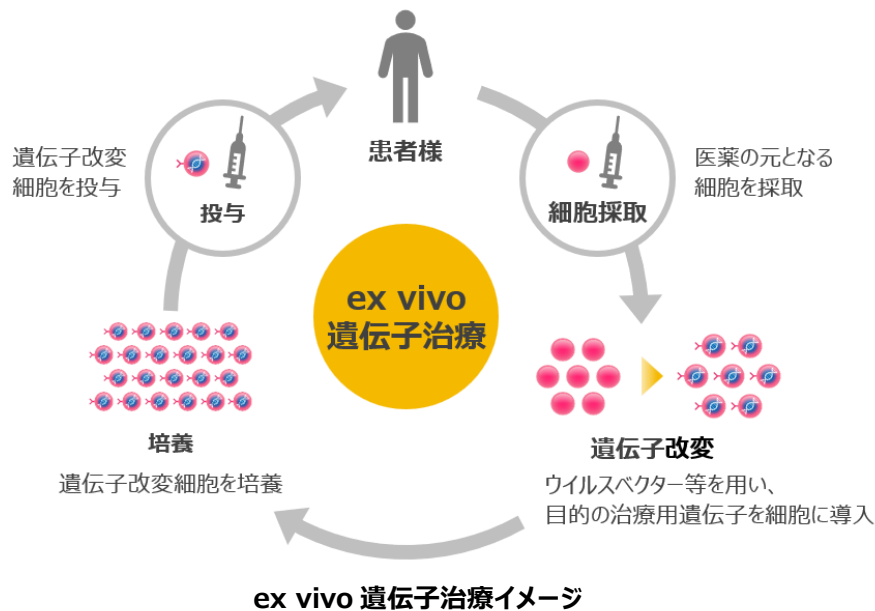 患者様
細胞採取
医薬の元となる
細胞を採取
遺伝子改変
ウイルスベクター等を用い、
目的の治療用遺伝子を細胞に導入
培養
遺伝子改変細胞を培養
投与
遺伝子改変
細胞を投与
ex vivo
遺伝子治療
ex vivo 遺伝子治療イメージ